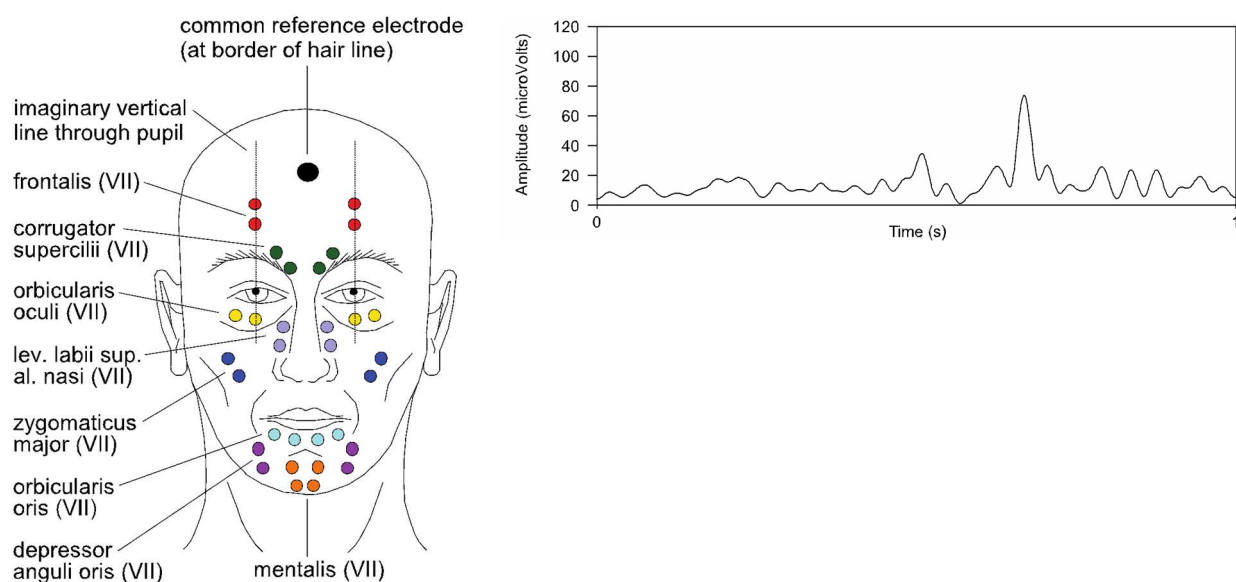 common reference electrode
(at border of hair line)
imaginary vertical
line through pupil
frontalis (VII)
corrugator
supercilii (VII)
orbicularis
oculi (VII)
lev. labii sup.
al. nasi (VII)
zygomaticus
major (VII)
orbicularis
oris (VII)
depressor
anguli oris (VII)
mentalis (VII)
Amplitude (microVolts)
120
100
80
60
40
20
0
0
1
Time (s)